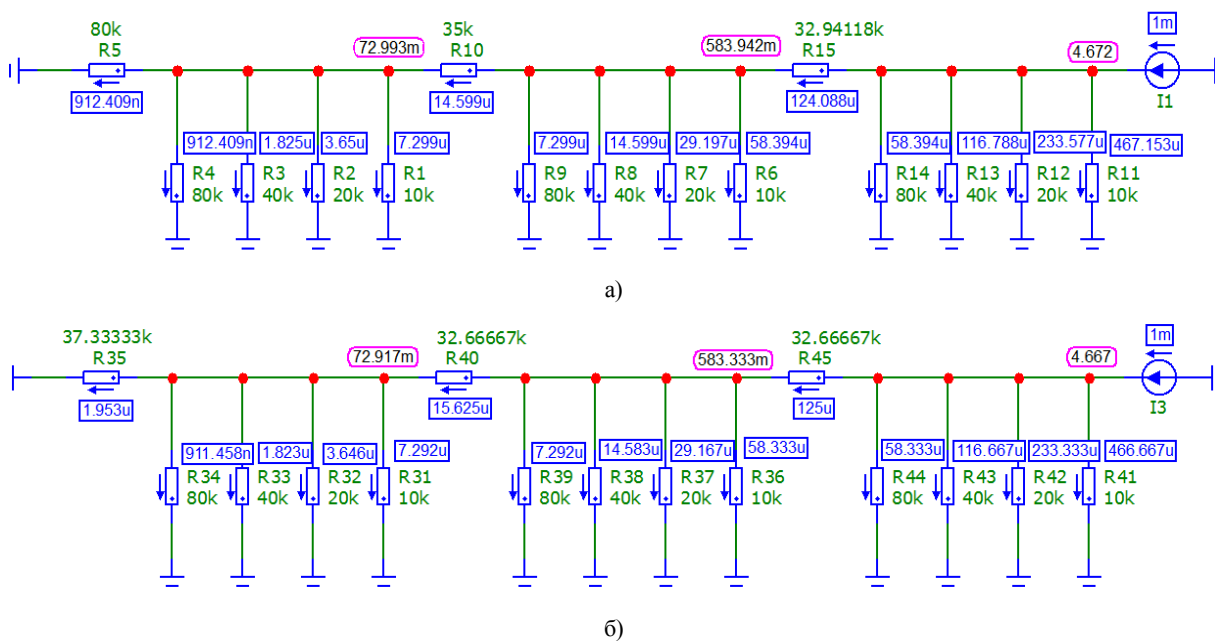 80k 35k 32.94118k 1m
R5 72.993m R10 583.942m R15 4.672
912.409n 14.599u 124.088u I1
912.409n 1.825u 3.65u 7.299u 7.299u 14.599u 29.197u 58.394u 58.394u 116.788u 233.577u 467.153u
R4 R3 R2 R1 R9 R8 R7 R6 R14 R13 R12 R11
80k 40k 20k 10k 80k 40k 20k 10k 80k 40k 20k 10k
а)
37.33333k 32.66667k 32.66667k 1m
R35 72.917m R40 583.333m R45 4.667
1.953u 15.625u 125u I3
911.458n 1.823u 3.646u 7.292u 7.292u 14.583u 29.167u 58.333u 58.333u 116.667u 233.333u 466.667u
R34 R33 R32 R31 R39 R38 R37 R36 R44 R43 R42 R41
80k 40k 20k 10k 80k 40k 20k 10k 80k 40k 20k 10k
б)